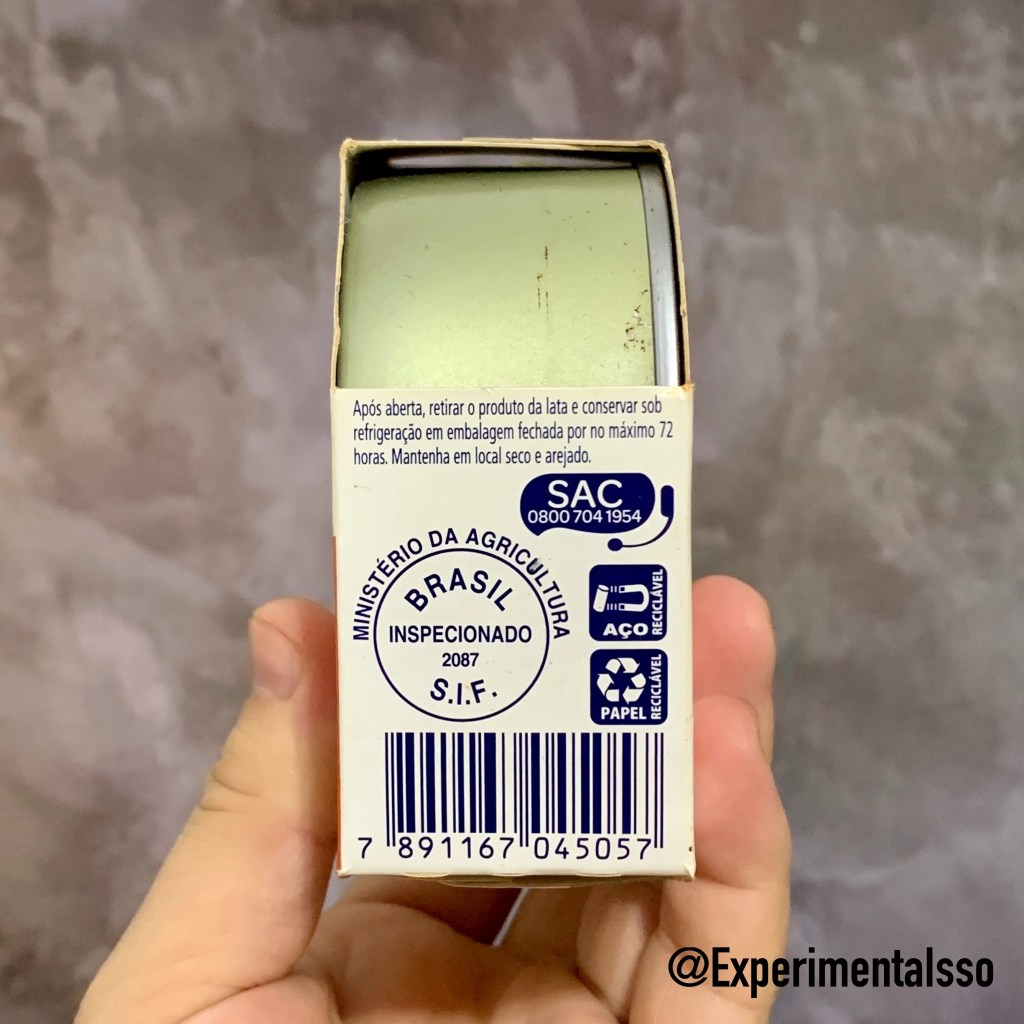 Após aberta, retirar o produto da lata e conservar sob
refrigeração em embalagem fechada por no máximo 72
horas. Mantenha em local seco e arejado.
SAC
0800 704 1954
MINISTÉRIO DA AGRICULTURA
BRASIL
INSPECIONADO
2087
S.I.F.
AÇO
RECICLÁVEL
PAPEL
RECICLÁVEL
7 891167 045057
@Experimentalsso